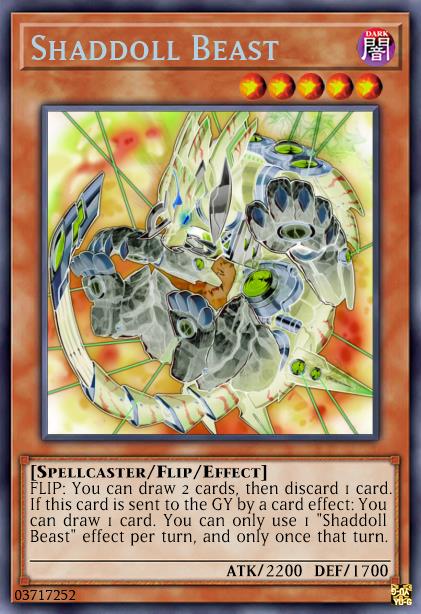 Shaddoll Beast
DARK
闇
[Spellcaster/Flip/Effect]
FLIP: You can draw 2 cards, then discard 1 card.
If this card is sent to the GY by a card effect: You
can draw 1 card. You can only use 1 "Shaddoll
Beast" effect per turn, and only once that turn.
ATK/2200 DEF/1700
03717252